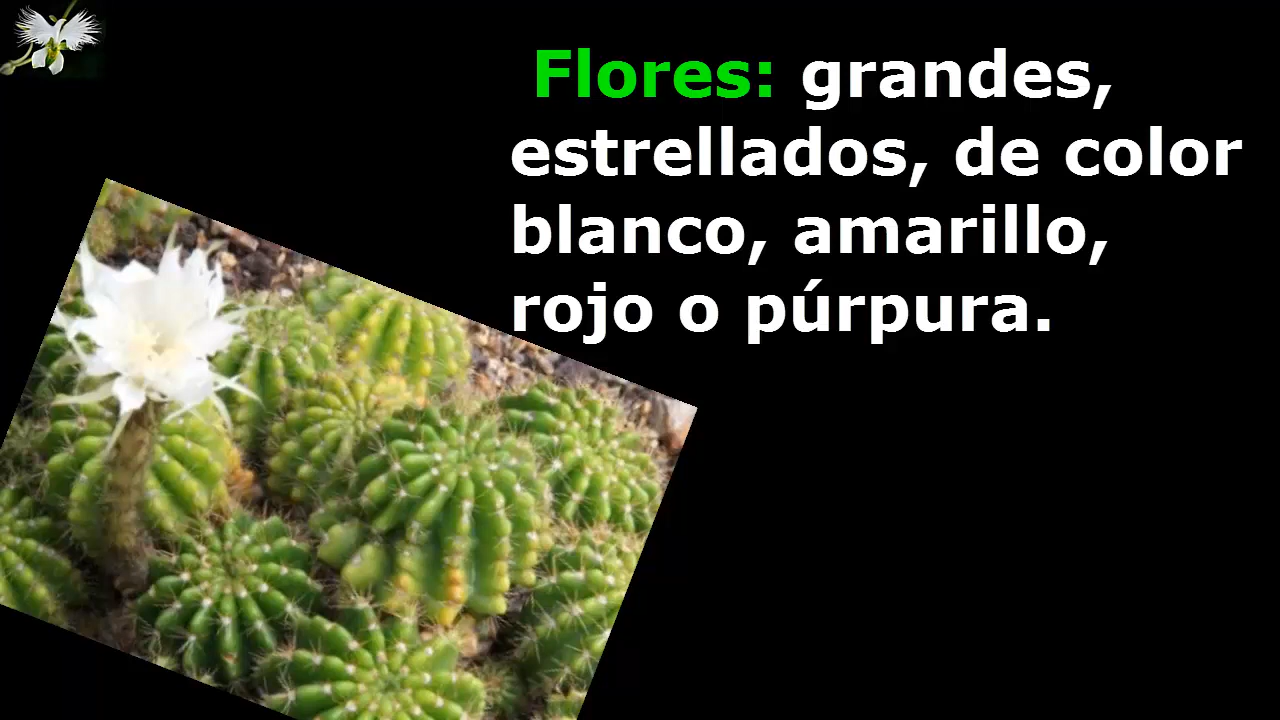 Flores: grandes,
estrellados, de color
blanco, amarillo,
rojo o púrpura.